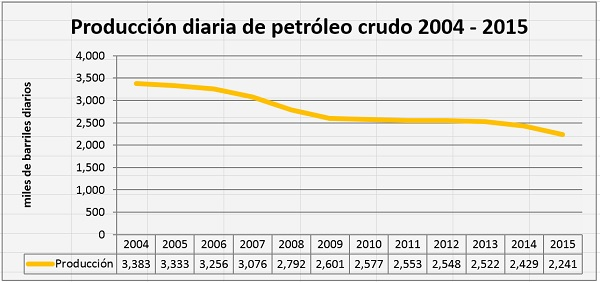 Producción diaria de petróleo crudo 2004 - 2015
miles de barriles diarios
4,000
3,500
3,000
2,500
2,000
1,500
1,000
500
0
2004 2005 2006 2007 2008 2009 2010 2011 2012 2013 2014 2015
Producción 3,383 3,333 3,256 3,076 2,792 2,601 2,577 2,553 2,548 2,522 2,429 2,241